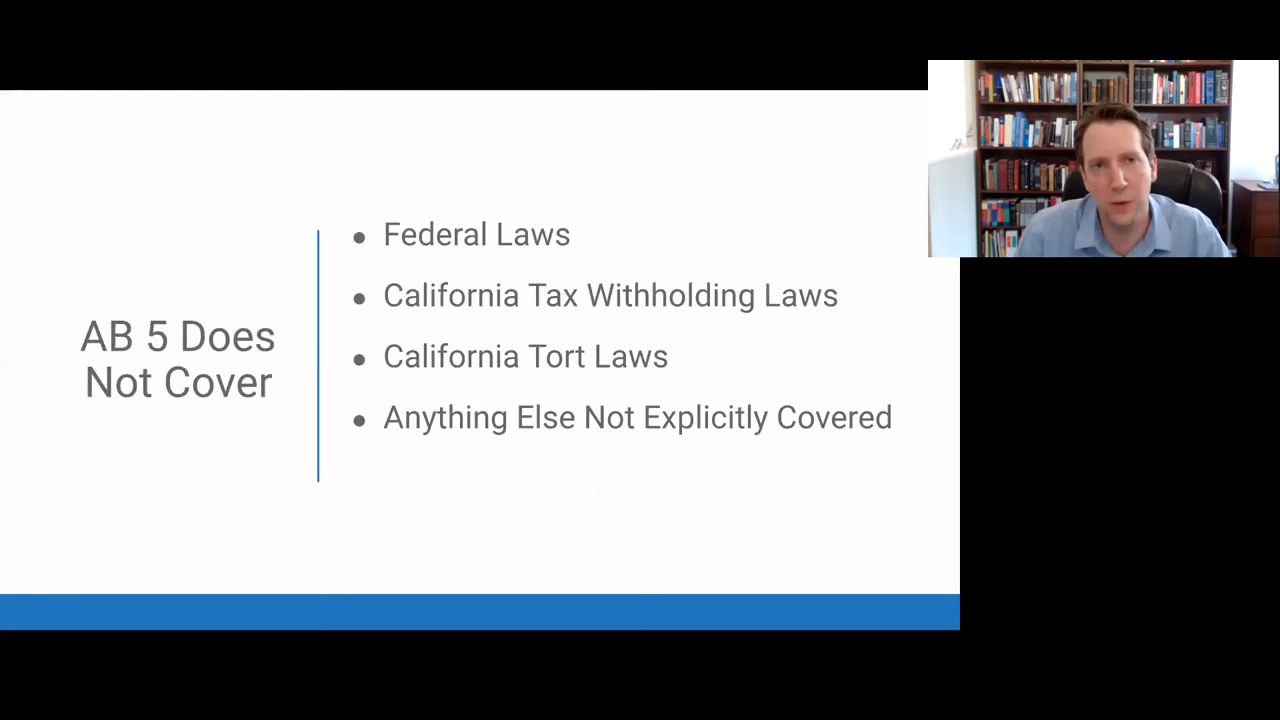 AB 5 Does
Not Cover
● Federal Laws
● California Tax Withholding Laws
● California Tort Laws
● Anything Else Not Explicitly Covered